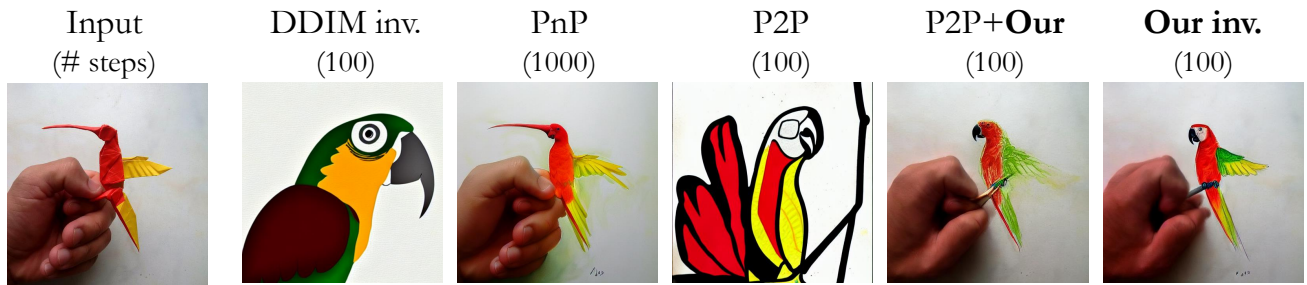 Input DDIM inv. PnP P2P P2P+Our Our inv.
(# steps) (100) (1000) (100) (100) (100)